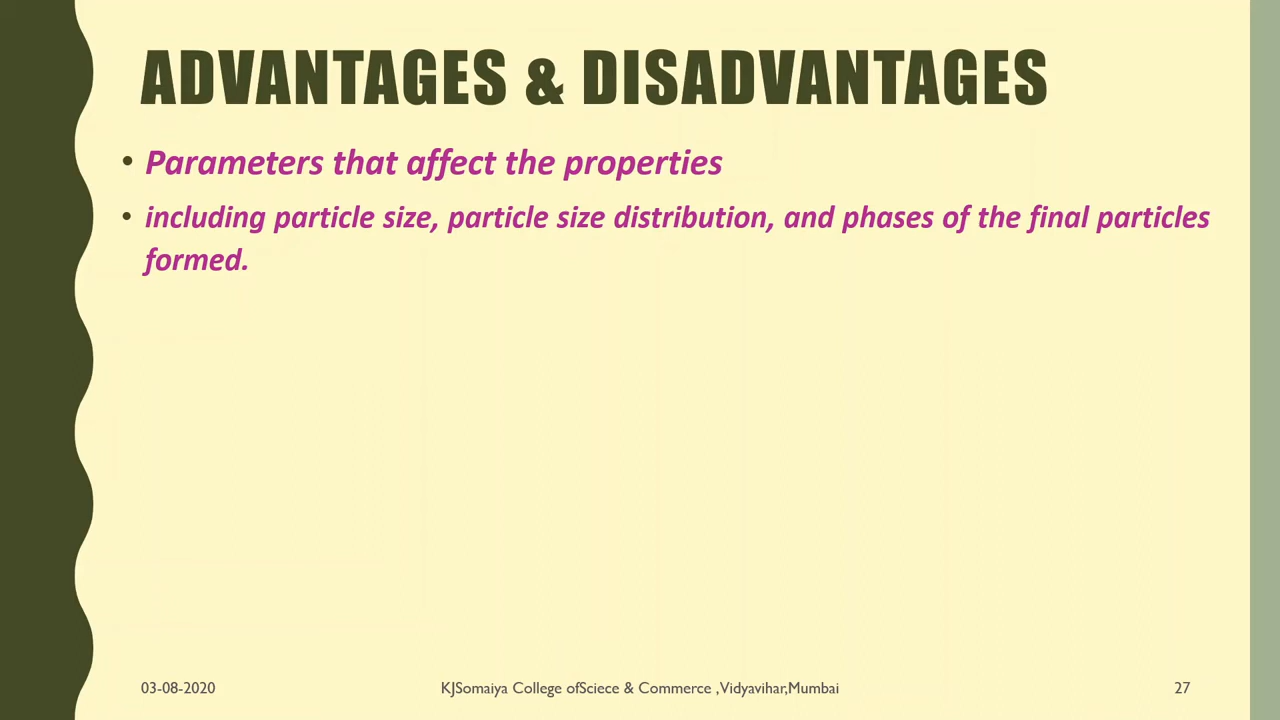 ADVANTAGES & DISADVANTAGES
• Parameters that affect the properties
• including particle size, particle size distribution, and phases of the final particles
formed.
03-08-2020 KJSomaiya College ofSciece & Commerce ,Vidyavihar,Mumbai 27